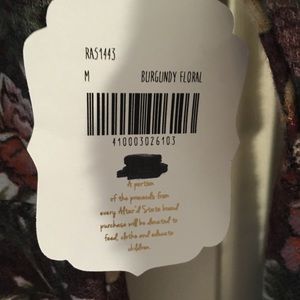 RAS1443
M BURGUNDY FLORAL
410003026103
A portion
of the proceeds from
every Altar'd State brand
purchase will be donated to
feed, clothe and educate
children.